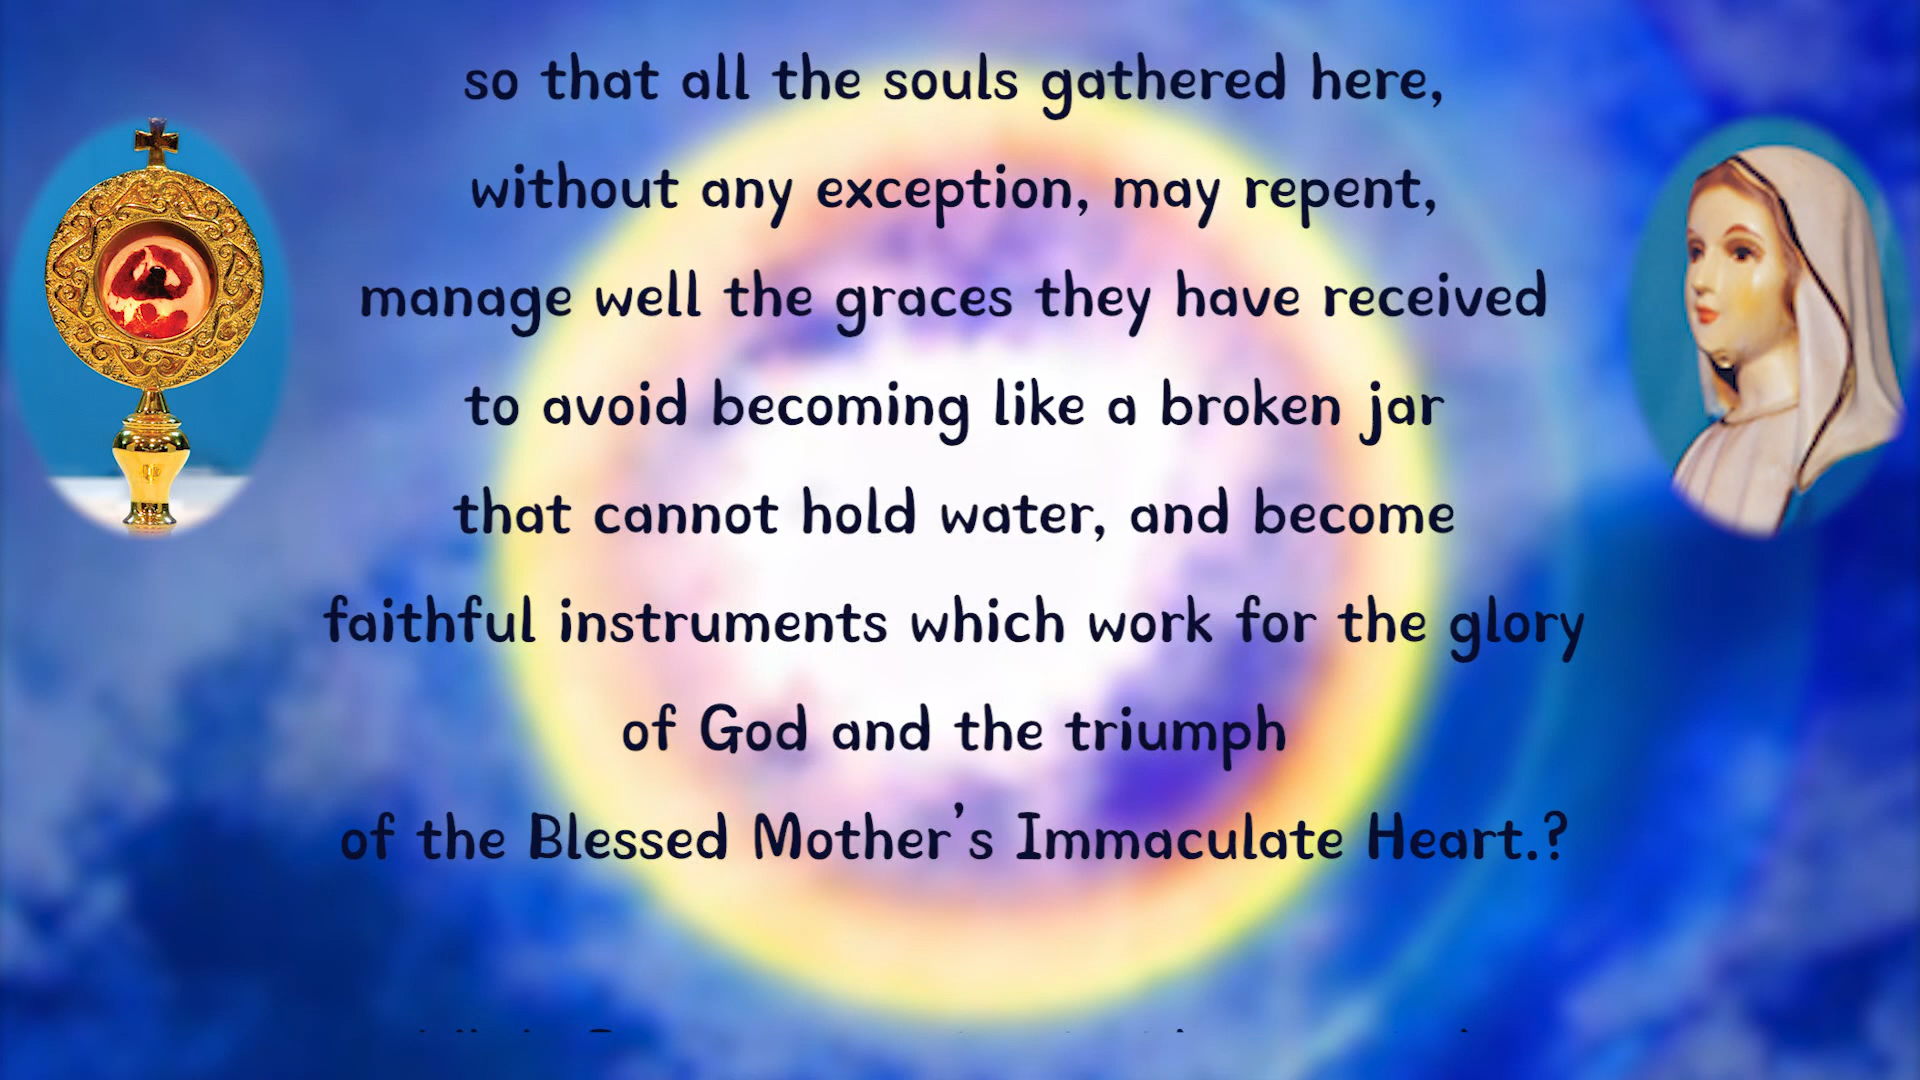 so that all the souls gathered here,
without any exception, may repent,
manage well the graces they have received
to avoid becoming like a broken jar
that cannot hold water, and become
faithful instruments which work for the glory
of God and the triumph
of the Blessed Mother's Immaculate Heart.?